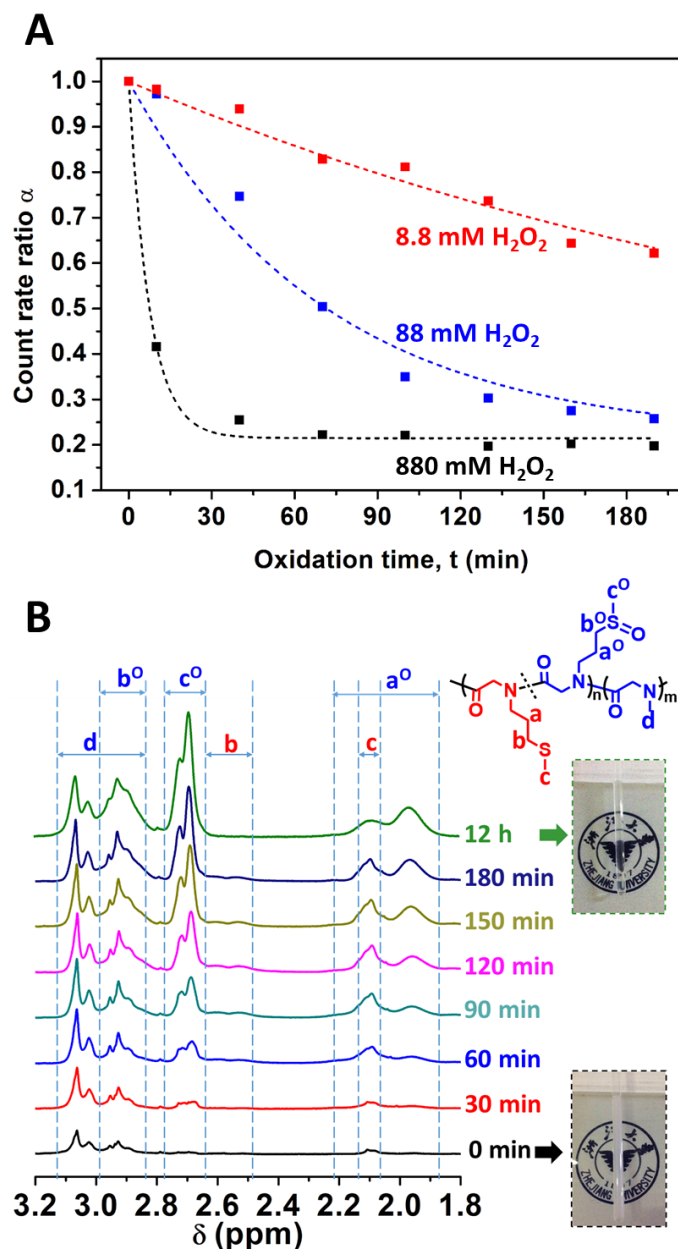 A
1.0
0.9
0.8
0.7
0.6
0.5
0.4
0.3
0.2
0.1
Count rate ratio α
8.8 mM H₂O₂
88 mM H₂O₂
880 mM H₂O₂
0
30
60
90
120
150
180
Oxidation time, t (min)
B
cᴼ
bᴼ
S
O
aᴼ
O
N
O
N
n
O
N
m
d
a
b
S
c
bᴼ
cᴼ
aᴼ
d
b
c
12 h
180 min
150 min
120 min
90 min
60 min
30 min
0 min
ZHEJIANG UNIVERSITY
ZHEJIANG UNIVERSITY
3.2
3.0
2.8
2.6
2.4
2.2
2.0
1.8
δ (ppm)